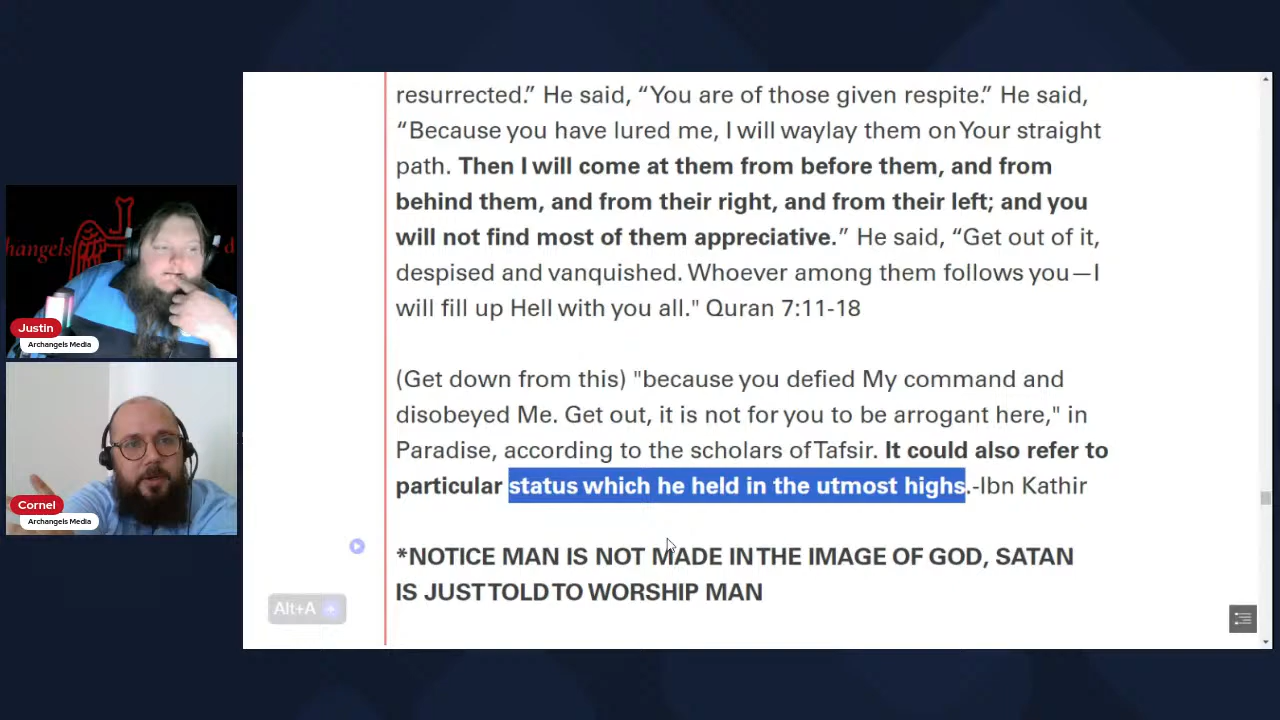 resurrected.” He said, “You are of those given respite.” He said,
“Because you have lured me, I will waylay them on Your straight
path. Then I will come at them from before them, and from
behind them, and from their right, and from their left; and you
will not find most of them appreciative.” He said, “Get out of it,
despised and vanquished. Whoever among them follows you—I
will fill up Hell with you all." Quran 7:11-18
(Get down from this) "because you defied My command and
disobeyed Me. Get out, it is not for you to be arrogant here," in
Paradise, according to the scholars of Tafsir. It could also refer to
particular status which he held in the utmost highs.-Ibn Kathir
*NOTICE MAN IS NOT MADE IN THE IMAGE OF GOD, SATAN
IS JUST TOLD TO WORSHIP MAN
Alt+A
changels
d
Justin
Archangels Media
Cornel
Archangels Media